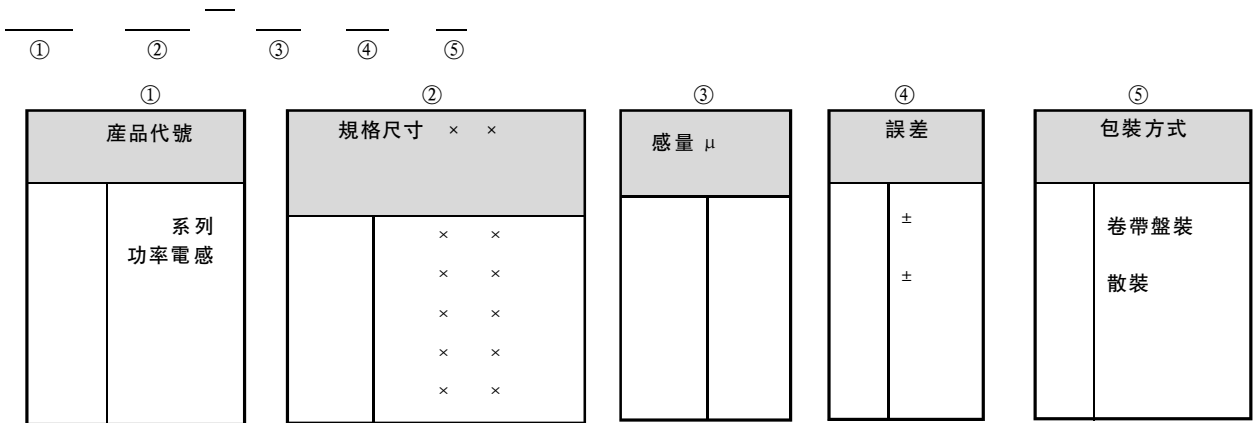 ① ② ③ ④ ⑤
① ② ③ ④ ⑤
產品代號 規格尺寸 × × 感量 μ 誤差 包裝方式
系列 × × ± 卷帶盤裝
功率電感
× × ± 散裝
× ×
× ×
× ×